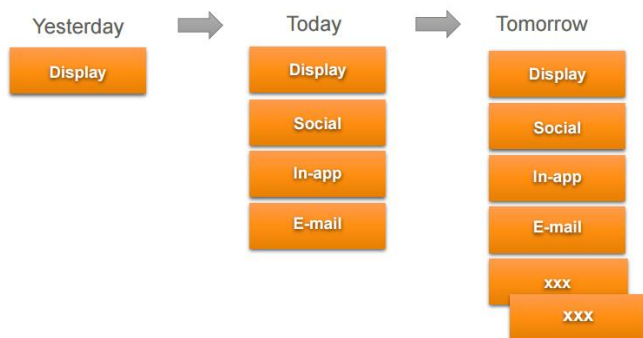 Yesterday
Display
Today
Display
Social
In-app
E-mail
Tomorrow
Display
Social
In-app
E-mail
xxx
xxx